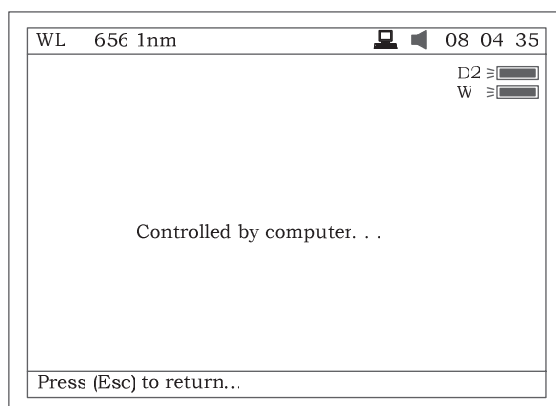 WL 656 1nm 08 04 35
D2
W
Controlled by computer. . .
Press (Esc) to return...